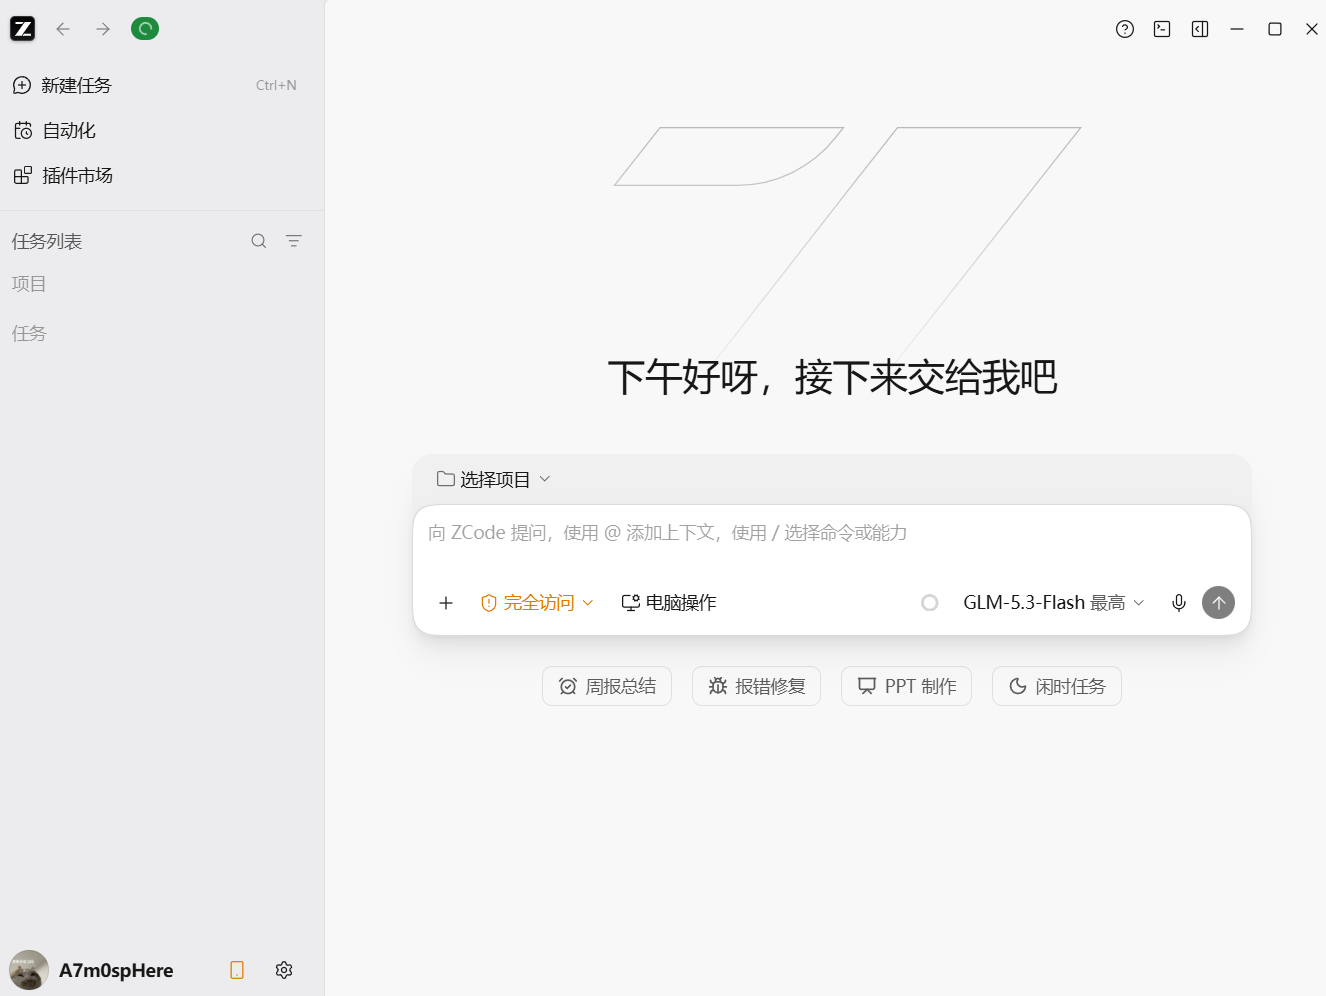 新建任务 Ctrl+N
自动化
插件市场
任务列表
项目
任务
下午好呀，接下来交给我吧
选择项目
向 ZCode 提问，使用 @ 添加上下文，使用 / 选择命令或能力
完全访问 电脑操作 GLM-5.3-Flash 最高
周报总结 报错修复 PPT 制作 闲时任务
A7m0spHere